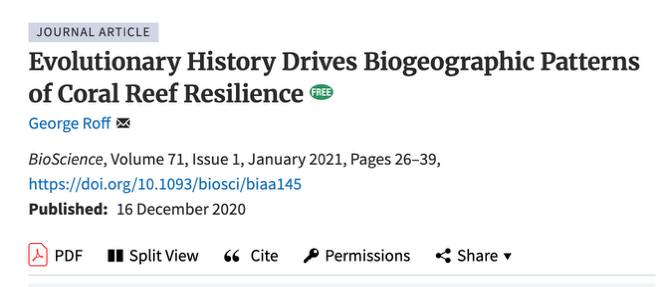 JOURNAL ARTICLE
Evolutionary History Drives Biogeographic Patterns
of Coral Reef Resilience FREE
George Roff
BioScience, Volume 71, Issue 1, January 2021, Pages 26–39,
https://doi.org/10.1093/biosci/biaa145
Published: 16 December 2020
PDF Split View Cite Permissions Share